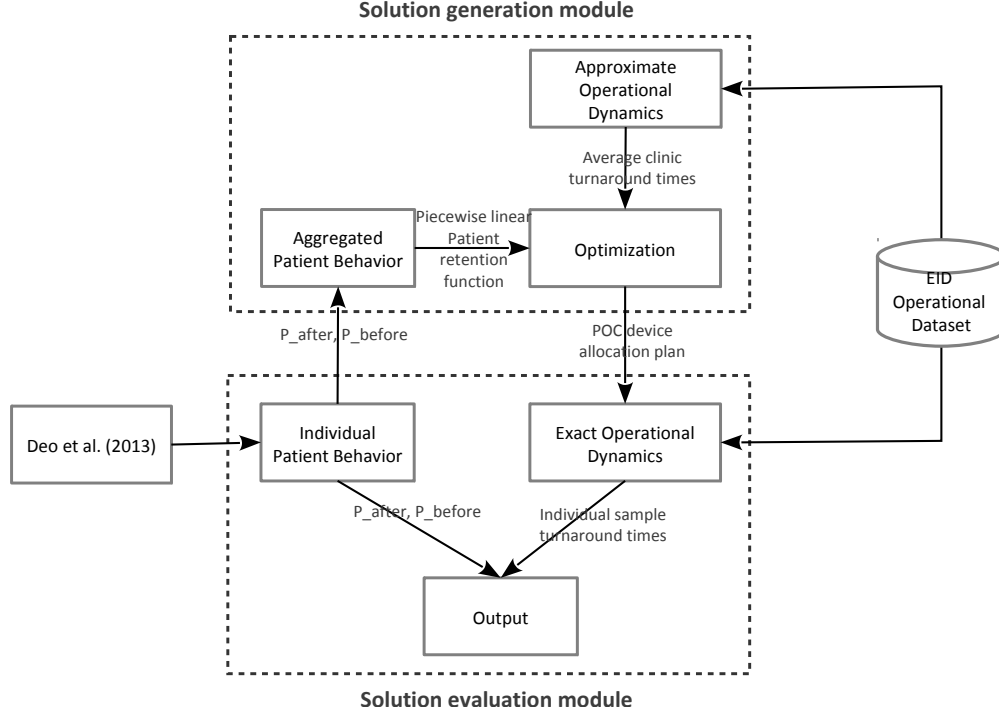 Solution generation module
Approximate
Operational
Dynamics
Average clinic
turnaround times
Piecewise linear
Patient
retention
function
Aggregated
Patient Behavior
Optimization
EID
Operational
Dataset
P_after, P_before
POC device
allocation plan
Deo et al. (2013)
Individual
Patient Behavior
Exact Operational
Dynamics
P_after, P_before
Individual sample
turnaround times
Output
Solution evaluation module